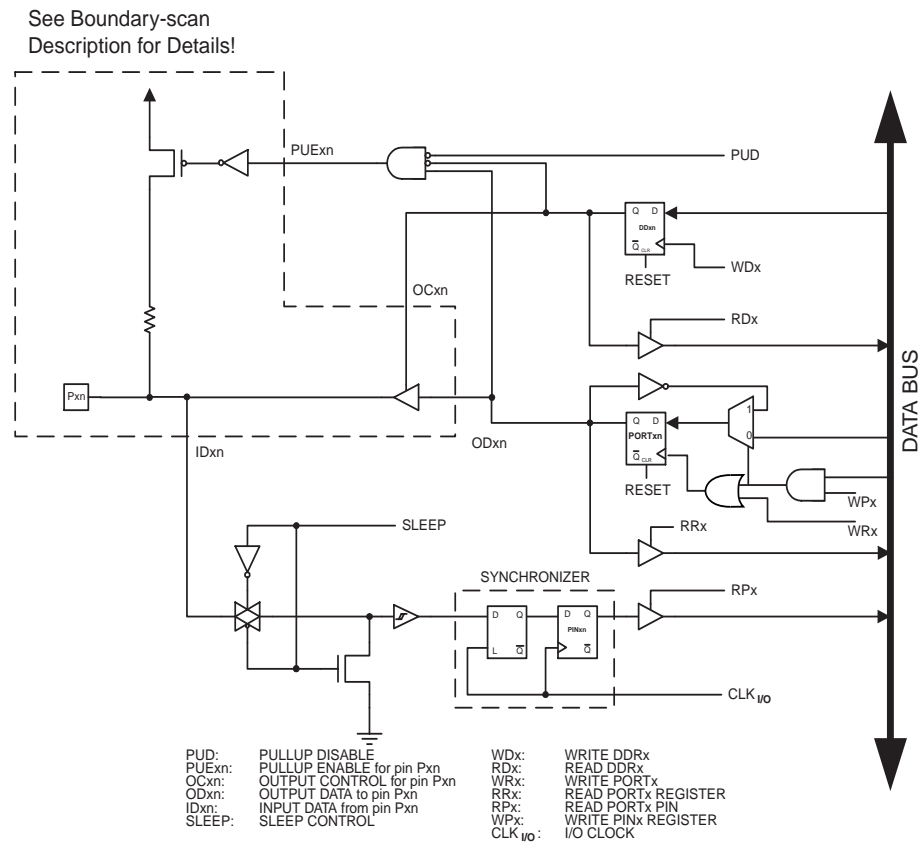 See Boundary-scan
Description for Details!
PUExn
PUD
Q D
DDxn
Q CLR
WDx
RESET
OCxn
RDx
Pxn
1
Q D
PORTxn
0
ODxn
Q CLR
IDxn
RESET
WPx
WRx
SLEEP
RRx
SYNCHRONIZER
RPx
D Q
D Q
PINxn
L Q
Q
CLK I/O
DATA BUS
PUD: PULLUP DISABLE
PUExn: PULLUP ENABLE for pin Pxn
OCxn: OUTPUT CONTROL for pin Pxn
ODxn: OUTPUT DATA to pin Pxn
IDxn: INPUT DATA from pin Pxn
SLEEP: SLEEP CONTROL
WDx: WRITE DDRx
RDx: READ DDRx
WRx: WRITE PORTx
RRx: READ PORTx REGISTER
RPx: READ PORTx PIN
WPx: WRITE PINx REGISTER
CLK I/O: I/O CLOCK